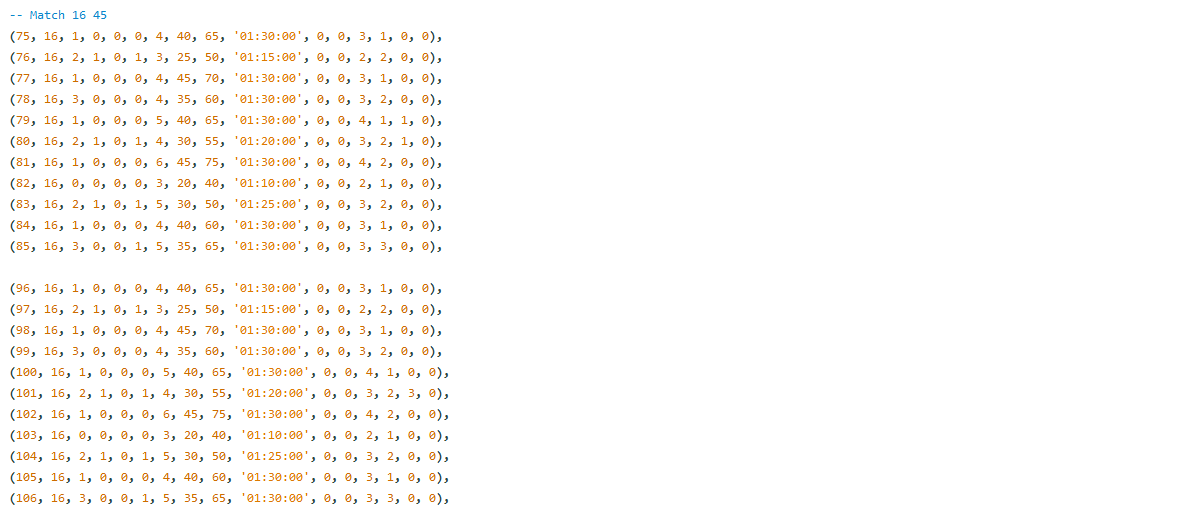 -- Match 16 45
(75, 16, 1, 0, 0, 0, 4, 40, 65, '01:30:00', 0, 0, 3, 1, 0, 0),
(76, 16, 2, 1, 0, 1, 3, 25, 50, '01:15:00', 0, 0, 2, 2, 0, 0),
(77, 16, 1, 0, 0, 0, 4, 45, 70, '01:30:00', 0, 0, 3, 1, 0, 0),
(78, 16, 3, 0, 0, 0, 4, 35, 60, '01:30:00', 0, 0, 3, 2, 0, 0),
(79, 16, 1, 0, 0, 0, 5, 40, 65, '01:30:00', 0, 0, 4, 1, 1, 0),
(80, 16, 2, 1, 0, 1, 4, 30, 55, '01:20:00', 0, 0, 3, 2, 1, 0),
(81, 16, 1, 0, 0, 0, 6, 45, 75, '01:30:00', 0, 0, 4, 2, 0, 0),
(82, 16, 0, 0, 0, 0, 3, 20, 40, '01:10:00', 0, 0, 2, 1, 0, 0),
(83, 16, 2, 1, 0, 1, 5, 30, 50, '01:25:00', 0, 0, 3, 2, 0, 0),
(84, 16, 1, 0, 0, 0, 4, 40, 60, '01:30:00', 0, 0, 3, 1, 0, 0),
(85, 16, 3, 0, 0, 1, 5, 35, 65, '01:30:00', 0, 0, 3, 3, 0, 0),
(96, 16, 1, 0, 0, 0, 4, 40, 65, '01:30:00', 0, 0, 3, 1, 0, 0),
(97, 16, 2, 1, 0, 1, 3, 25, 50, '01:15:00', 0, 0, 2, 2, 0, 0),
(98, 16, 1, 0, 0, 0, 4, 45, 70, '01:30:00', 0, 0, 3, 1, 0, 0),
(99, 16, 3, 0, 0, 0, 4, 35, 60, '01:30:00', 0, 0, 3, 2, 0, 0),
(100, 16, 1, 0, 0, 0, 5, 40, 65, '01:30:00', 0, 0, 4, 1, 0, 0),
(101, 16, 2, 1, 0, 1, 4, 30, 55, '01:20:00', 0, 0, 3, 2, 3, 0),
(102, 16, 1, 0, 0, 0, 6, 45, 75, '01:30:00', 0, 0, 4, 2, 0, 0),
(103, 16, 0, 0, 0, 0, 3, 20, 40, '01:10:00', 0, 0, 2, 1, 0, 0),
(104, 16, 2, 1, 0, 1, 5, 30, 50, '01:25:00', 0, 0, 3, 2, 0, 0),
(105, 16, 1, 0, 0, 0, 4, 40, 60, '01:30:00', 0, 0, 3, 1, 0, 0),
(106, 16, 3, 0, 0, 1, 5, 35, 65, '01:30:00', 0, 0, 3, 3, 0, 0),